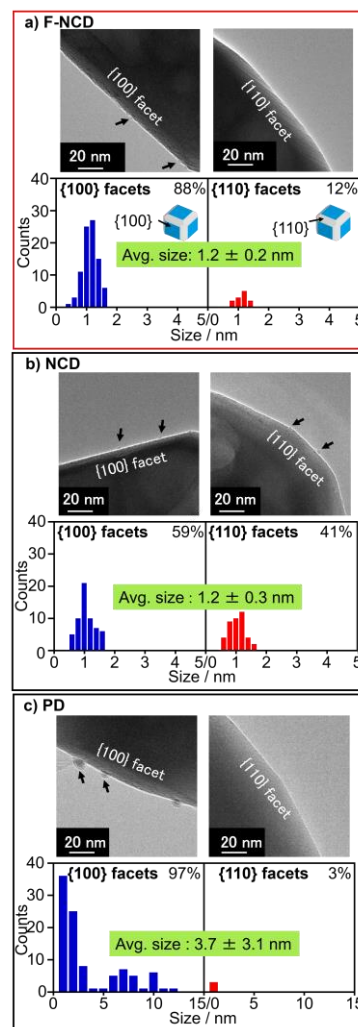 a) F-NCD
{100} facet
{110} facet
20 nm
20 nm
{100} facets 88%
{110} facets 12%
{100}
{110}
Avg. size: 1.2 ± 0.2 nm
Counts
40
30
20
10
0
0 1 2 3 4 5/0 1 2 3 4 5
Size / nm Size / nm
b) NCD
{100} facet
{110} facet
20 nm
20 nm
{100} facets 59%
{110} facets 41%
Avg. size : 1.2 ± 0.3 nm
Counts
40
30
20
10
0
0 1 2 3 4 5/0 1 2 3 4 5
Size / nm Size / nm
c) PD
{100} facet
{110} facet
20 nm
20 nm
{100} facets 97%
{110} facets 3%
Avg. size : 3.7 ± 3.1 nm
Counts
40
30
20
10
0
0 5 10 15/0 5 10 15
Size / nm Size / nm